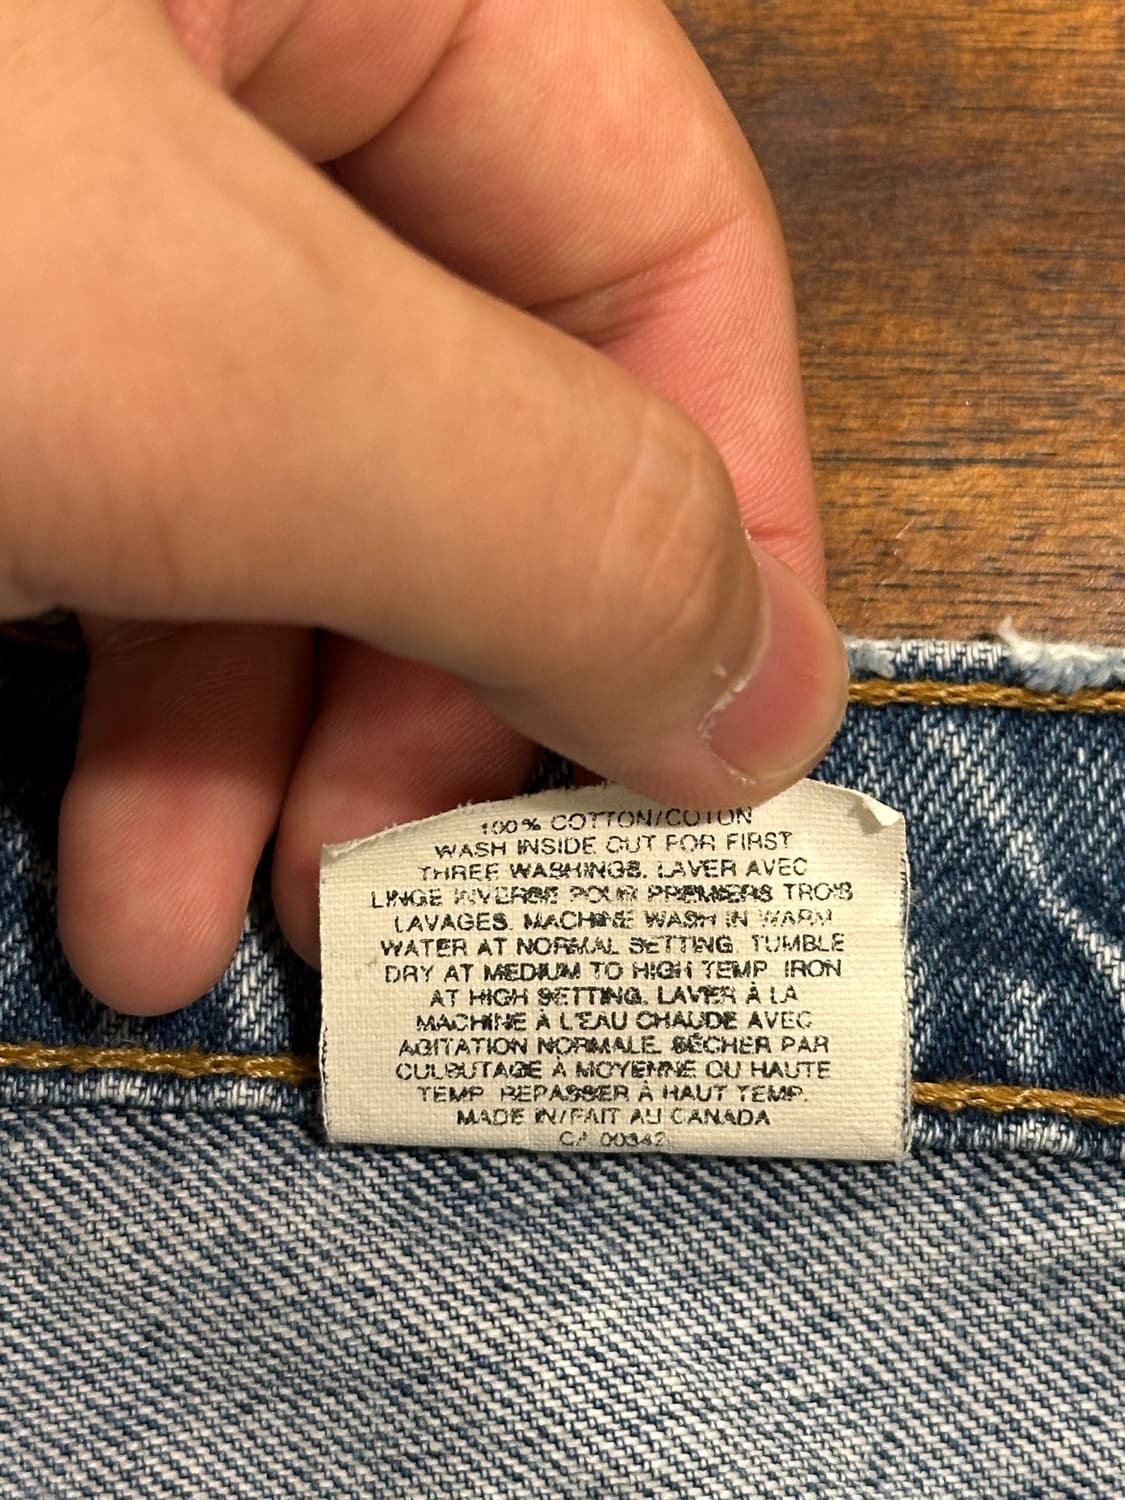 100% COTTON/COTON
WASH INSIDE OUT FOR FIRST
THREE WASHINGS. LAVER AVEC
LINGE INVERSE POUR PREMIERS TROIS
LAVAGES. MACHINE WASH IN WARM
WATER AT NORMAL SETTING. TUMBLE
DRY AT MEDIUM TO HIGH TEMP. IRON
AT HIGH SETTING. LAVER À LA
MACHINE À L'EAU CHAUDE AVEC
AGITATION NORMALE. SÉCHER PAR
CULBUTAGE À MOYENNE OU HAUTE
TEMP. REPASSER À HAUT TEMP.
MADE IN/FAIT AU CANADA
CA 00342